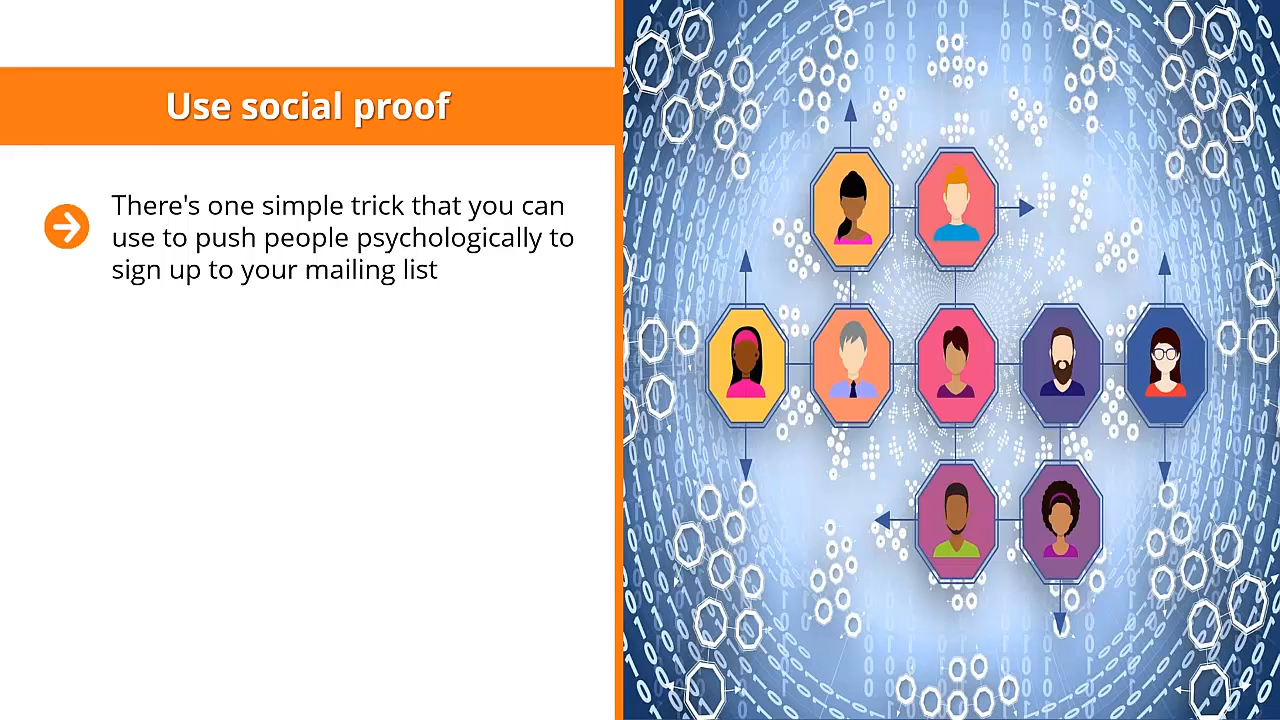 Use social proof
There's one simple trick that you can
use to push people psychologically to
sign up to your mailing list